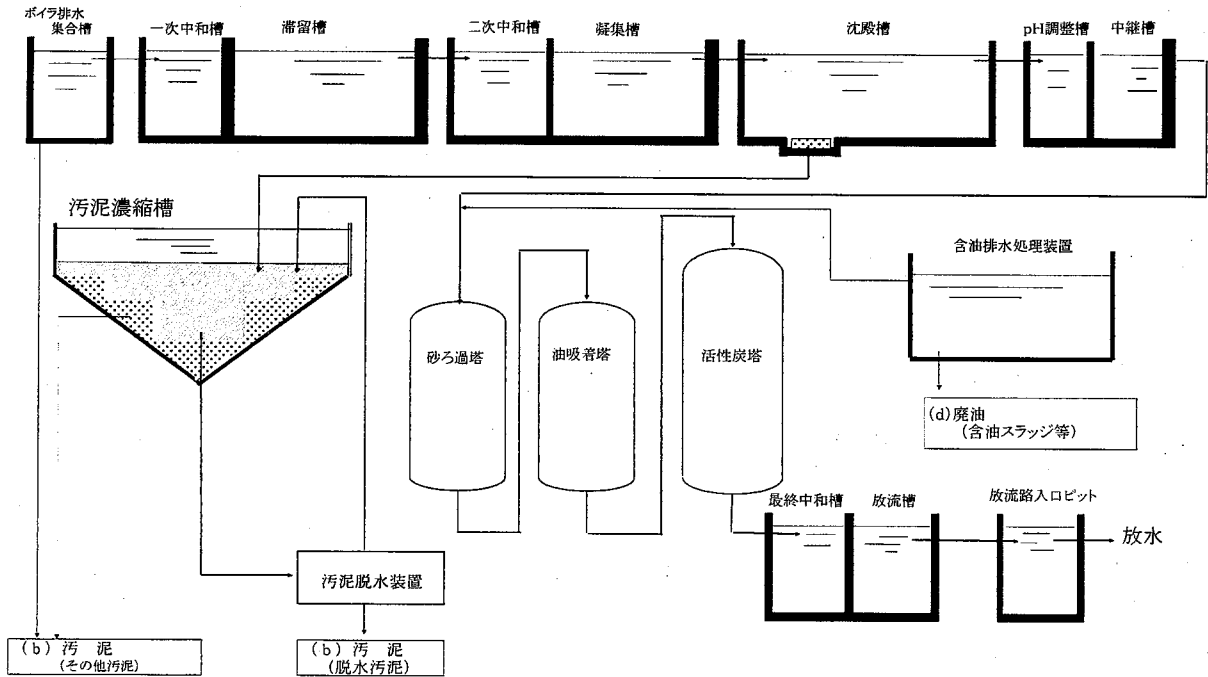 ボイラ排水
集合槽
一次中和槽
滞留槽
二次中和槽
凝集槽
沈殿槽
pH調整槽
中継槽
汚泥濃縮槽
含油排水処理装置
砂ろ過塔
油吸着塔
活性炭塔
(d)廃油
(含油スラッジ等)
最終中和槽
放流槽
放流路入口ピット
放水
汚泥脱水装置
(b) 汚 泥
(その他汚泥)
(b) 汚 泥
(脱水汚泥)